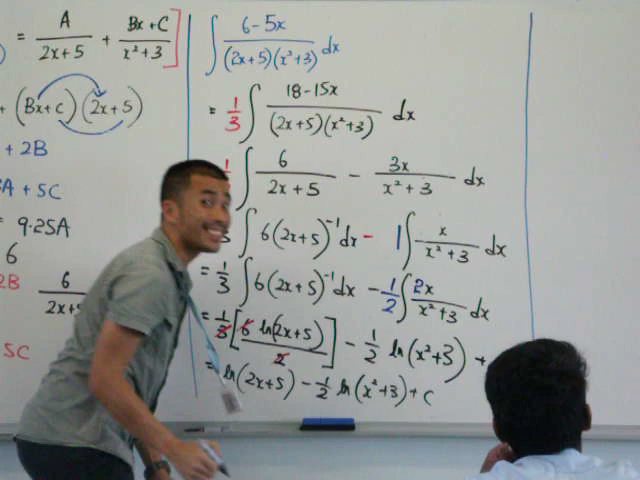 = A/(2x+5) + (Bx+C)/(x²+3) ]
+ (Bx+C)(2x+5)
+ 2B
A + 5C
= 9.25A
6
2B 6
2x+5
5C
∫ (6-5x)/((2x+5)(x²+3)) dx
= 1/3 ∫ (18-15x)/((2x+5)(x²+3)) dx
1/3 ∫ 6/(2x+5) - 3x/(x²+3) dx
∫ 6(2x+5)⁻¹ dx - 1∫ x/(x²+3) dx
= 1/3 ∫ 6(2x+5)⁻¹ dx - 1/2 ∫ 2x/(x²+3) dx
= 1/3 [ 6 ln(2x+5)/2 ] - 1/2 ln(x²+3) +
= ln(2x+5) - 1/2 ln(x²+3) + C